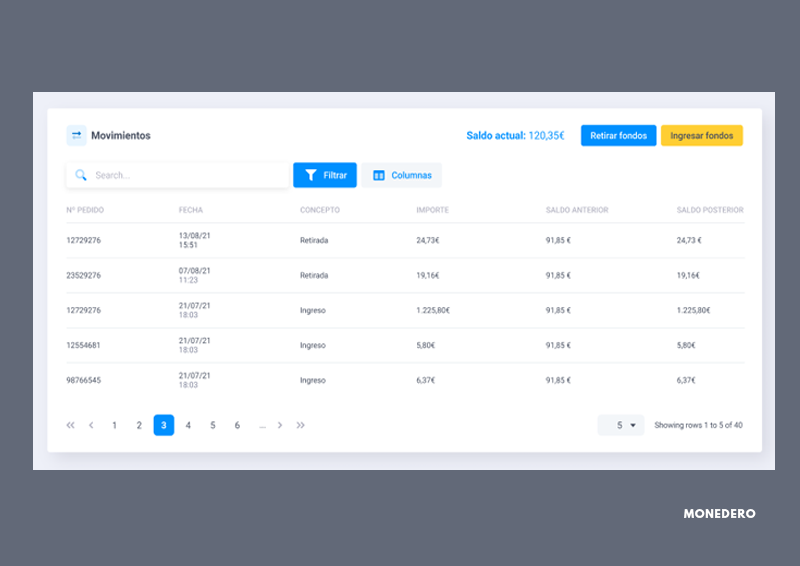 Movimientos
Saldo actual: 120,35€
Retirar fondos
Ingresar fondos
Search...
Filtrar
Columnas
Nº PEDIDO FECHA CONCEPTO IMPORTE SALDO ANTERIOR SALDO POSTERIOR
12729276 13/08/21 15:51 Retirada 24,73€ 91,85 € 24,73 €
23529276 07/08/21 11:23 Retirada 19,16€ 91,85 € 19,16€
12729276 21/07/21 18:03 Ingreso 1.225,80€ 91,85 € 1.225,80€
12554681 21/07/21 18:03 Ingreso 5,80€ 91,85 € 5,80€
98766545 21/07/21 18:03 Ingreso 6,37€ 91,85 € 6,37€
1 2 3 4 5 6 ...
5
Showing rows 1 to 5 of 40
MONEDERO